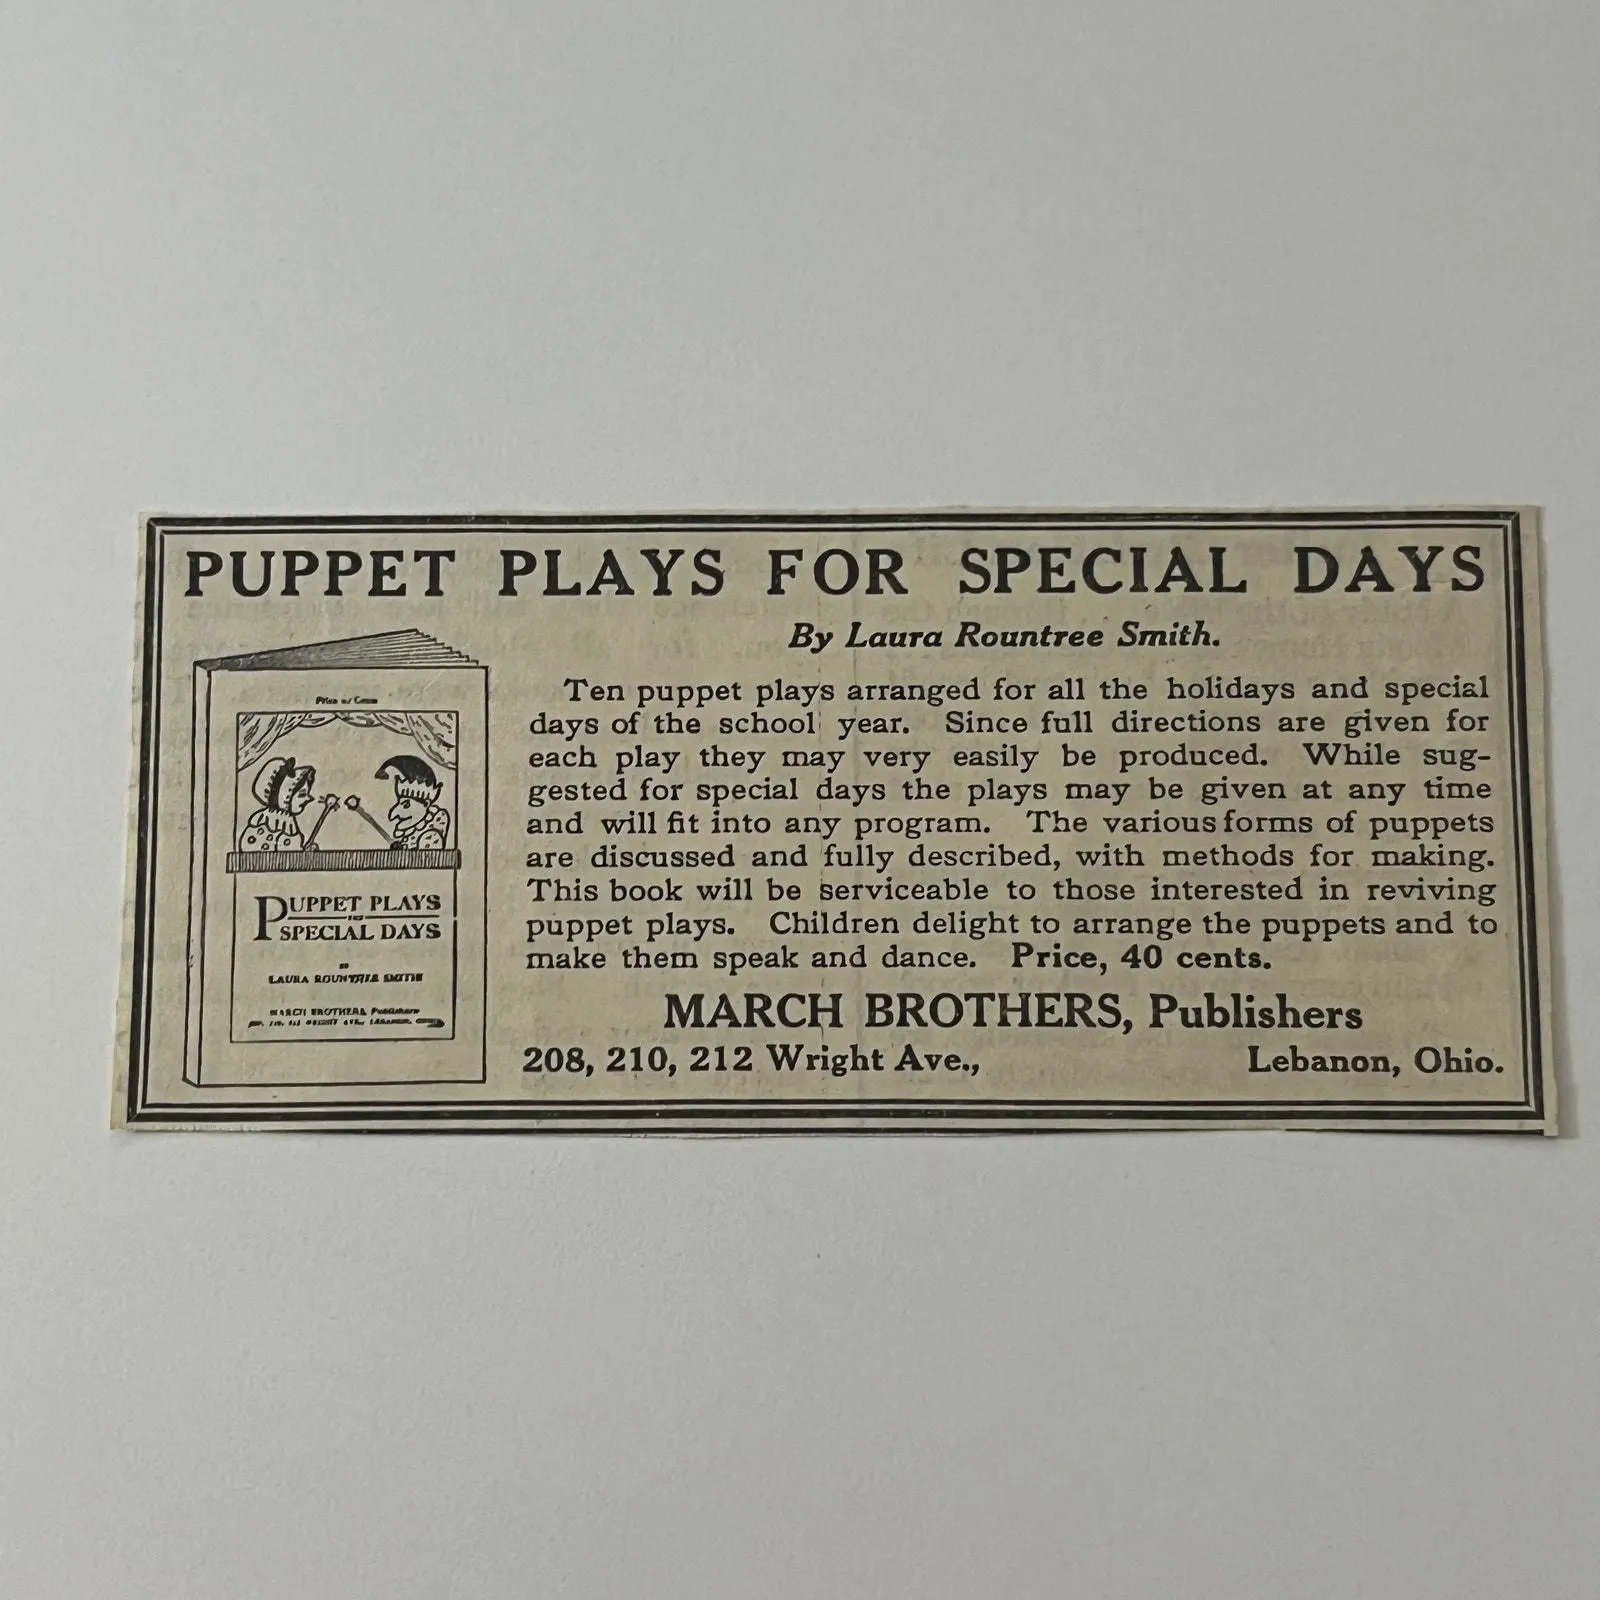 PUPPET PLAYS FOR SPECIAL DAYS
By Laura Rountree Smith.
Ten puppet plays arranged for all the holidays and special
days of the school year. Since full directions are given for
each play they may very easily be produced. While sug-
gested for special days the plays may be given at any time
and will fit into any program. The various forms of puppets
are discussed and fully described, with methods for making.
This book will be serviceable to those interested in reviving
puppet plays. Children delight to arrange the puppets and to
make them speak and dance. Price, 40 cents.
MARCH BROTHERS, Publishers
208, 210, 212 Wright Ave., Lebanon, Ohio.
PUPPET PLAYS
SPECIAL DAYS
LAURA ROUNTREE SMITH
MARCH BROTHERS, Publishers